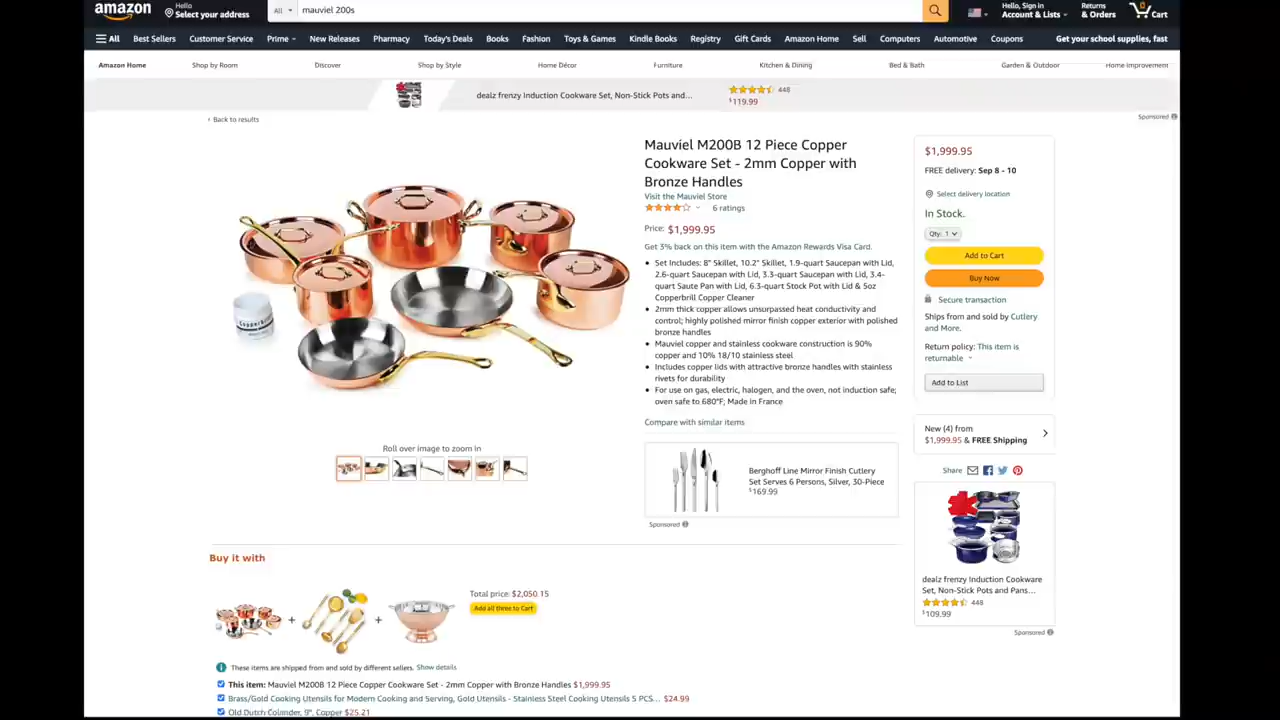 amazon
Hello
Select your address
All
mauviel 200s
Hello, Sign in
Account & Lists
Returns
& Orders
0
Cart
All
Best Sellers
Customer Service
Prime
New Releases
Pharmacy
Today's Deals
Books
Fashion
Toys & Games
Kindle Books
Registry
Gift Cards
Amazon Home
Sell
Computers
Automotive
Coupons
Get your school supplies, fast
Amazon Home
Shop by Room
Discover
Shop by Style
Home Décor
Furniture
Kitchen & Dining
Bed & Bath
Garden & Outdoor
Home Improvement
dealz frenzy Induction Cookware Set, Non-Stick Pots and...
448
$119.99
Sponsored
‹ Back to results
Roll over image to zoom in
Mauviel M200B 12 Piece Copper
Cookware Set - 2mm Copper with
Bronze Handles
Visit the Mauviel Store
6 ratings
Price: $1,999.95
Get 3% back on this item with the Amazon Rewards Visa Card.
• Set Includes: 8" Skillet, 10.2" Skillet, 1.9-quart Saucepan with Lid,
2.6-quart Saucepan with Lid, 3.3-quart Saucepan with Lid, 3.4-
quart Saute Pan with Lid, 6.3-quart Stock Pot with Lid & 5oz
Copperbrill Copper Cleaner
• 2mm thick copper allows unsurpassed heat conductivity and
control; highly polished mirror finish copper exterior with polished
bronze handles
• Mauviel copper and stainless cookware construction is 90%
copper and 10% 18/10 stainless steel
• Includes copper lids with attractive bronze handles with stainless
rivets for durability
• For use on gas, electric, halogen, and the oven, not induction safe;
oven safe to 680°F; Made in France
Compare with similar items
Berghoff Line Mirror Finish Cutlery
Set Serves 6 Persons, Silver, 30-Piece
$169.99
Sponsored
$1,999.95
FREE delivery: Sep 8 - 10
Select delivery location
In Stock.
Qty: 1
Add to Cart
Buy Now
Secure transaction
Ships from and sold by Cutlery
and More.
Return policy: This item is
returnable
Add to List
New (4) from
$1,999.95 & FREE Shipping
Share
dealz frenzy Induction Cookware
Set, Non-Stick Pots and Pans...
448
$109.99
Sponsored
Buy it with
+
+
Total price: $2,050.15
Add all three to Cart
These items are shipped from and sold by different sellers. Show details
This item: Mauviel M200B 12 Piece Copper Cookware Set - 2mm Copper with Bronze Handles $1,999.95
Brass/Gold Cooking Utensils for Modern Cooking and Serving, Gold Utensils - Stainless Steel Cooking Utensils 5 PCS... $24.99
Old Dutch Colander, 9", Copper $25.21